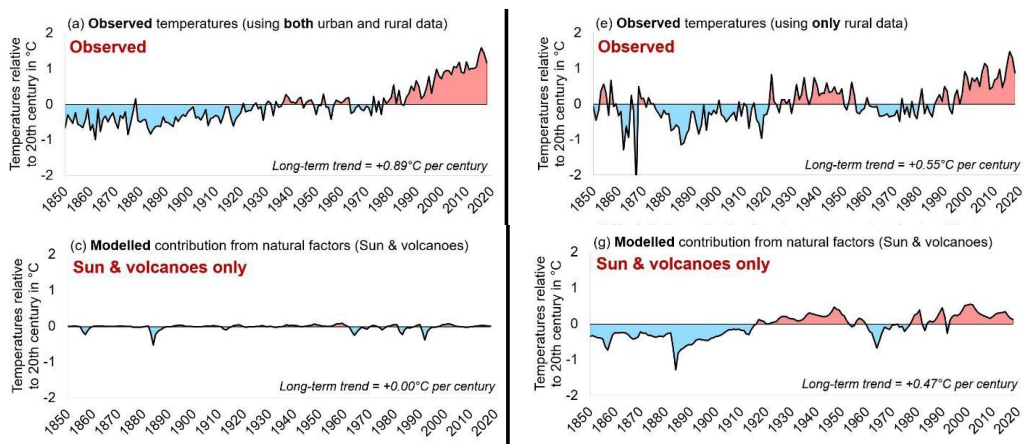 (a) Observed temperatures (using both urban and rural data)
Observed
Temperatures relative
to 20th century in °C
2
1
0
-1
-2
Long-term trend = +0.89°C per century
1850 1860 1870 1880 1890 1900 1910 1920 1930 1940 1950 1960 1970 1980 1990 2000 2010 2020
(e) Observed temperatures (using only rural data)
Observed
Temperatures relative
to 20th century in °C
2
1
0
-1
-2
Long-term trend = +0.55°C per century
1850 1860 1870 1880 1890 1900 1910 1920 1930 1940 1950 1960 1970 1980 1990 2000 2010 2020
(c) Modelled contribution from natural factors (Sun & volcanoes)
Sun & volcanoes only
Temperatures relative
to 20th century in °C
2
1
0
-1
-2
Long-term trend = +0.00°C per century
1850 1860 1870 1880 1890 1900 1910 1920 1930 1940 1950 1960 1970 1980 1990 2000 2010 2020
(g) Modelled contribution from natural factors (Sun & volcanoes)
Sun & volcanoes only
Temperatures relative
to 20th century in °C
2
1
0
-1
-2
Long-term trend = +0.47°C per century
1850 1860 1870 1880 1890 1900 1910 1920 1930 1940 1950 1960 1970 1980 1990 2000 2010 2020